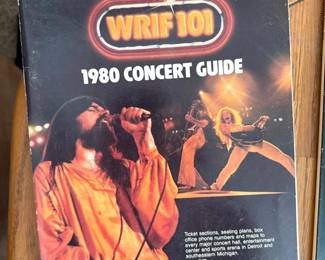 WRIF 101
1980 CONCERT GUIDE
Ticket sections, seating plans, box
office phone numbers and maps to
every major concert hall, entertainment
center and sports arena in Detroit and
southeastern Michigan.